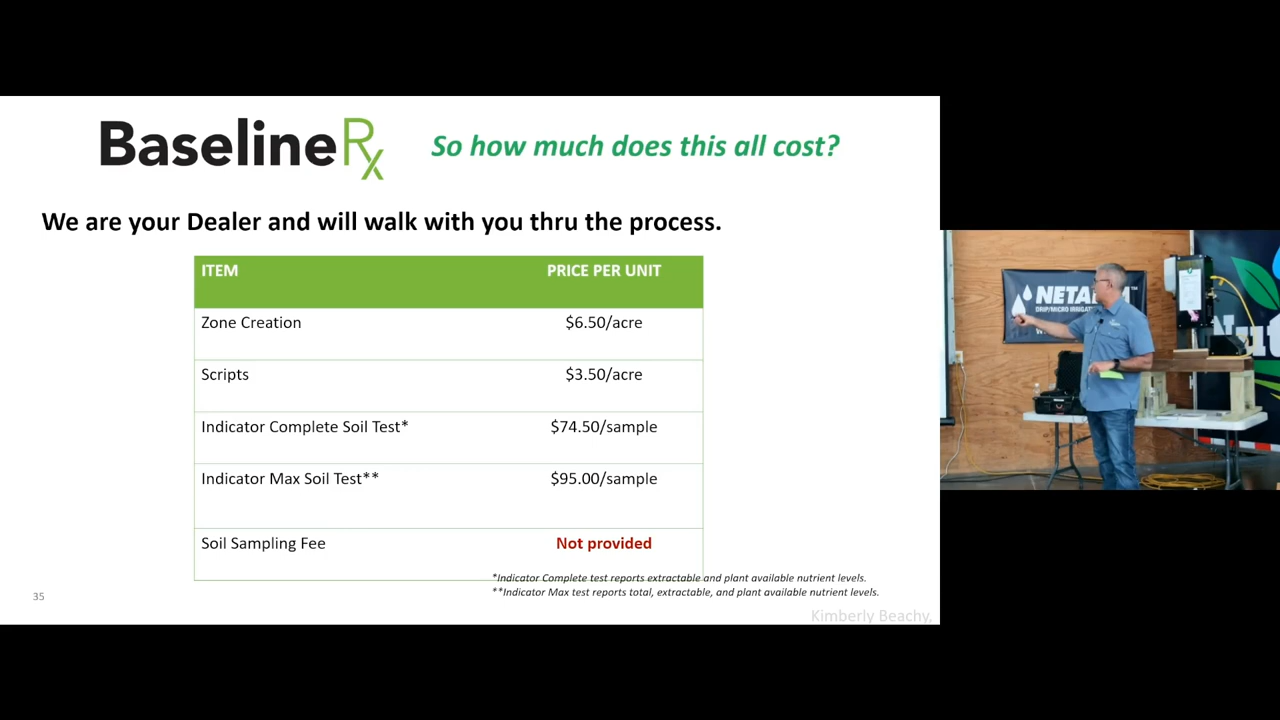 BaselineRx
So how much does this all cost?
We are your Dealer and will walk with you thru the process.
ITEM PRICE PER UNIT
Zone Creation $6.50/acre
Scripts $3.50/acre
Indicator Complete Soil Test* $74.50/sample
Indicator Max Soil Test** $95.00/sample
Soil Sampling Fee Not provided
*Indicator Complete test reports extractable and plant available nutrient levels.
**Indicator Max test reports total, extractable, and plant available nutrient levels.
35
Kimberly Beachy,
DRIP/MICRO IRRIGATION